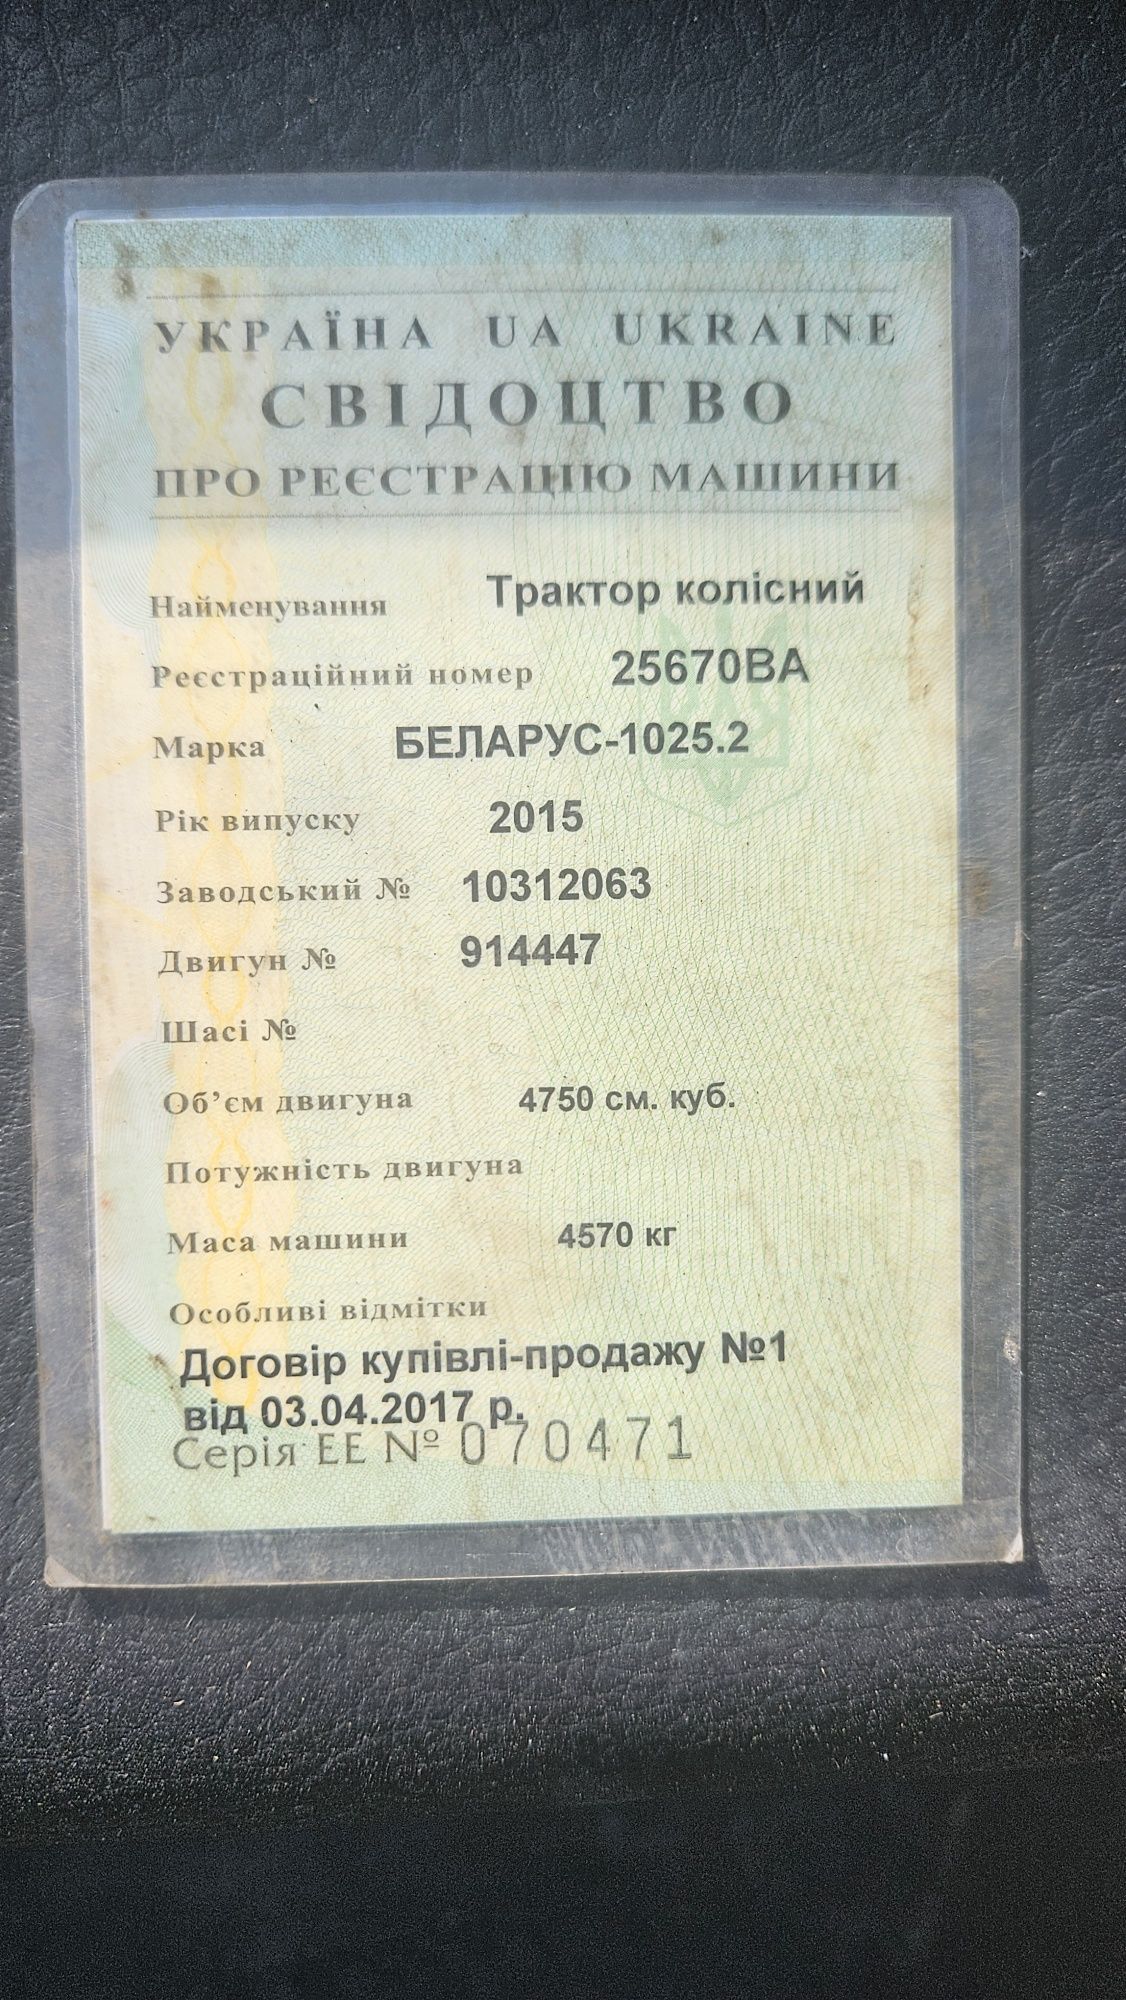 УКРАЇНА UA UKRAINE
СВІДОЦТВО
ПРО РЕЄСТРАЦІЮ МАШИНИ
Найменування Трактор колісний
Реєстраційний номер 25670ВА
Марка БЕЛАРУС-1025.2
Рік випуску 2015
Заводський № 10312063
Двигун № 914447
Шасі №
Об’єм двигуна 4750 см. куб.
Потужність двигуна
Маса машини 4570 кг
Особливі відмітки
Договір купівлі-продажу №1
від 03.04.2017 р.
Серія ЕЕ № 070471